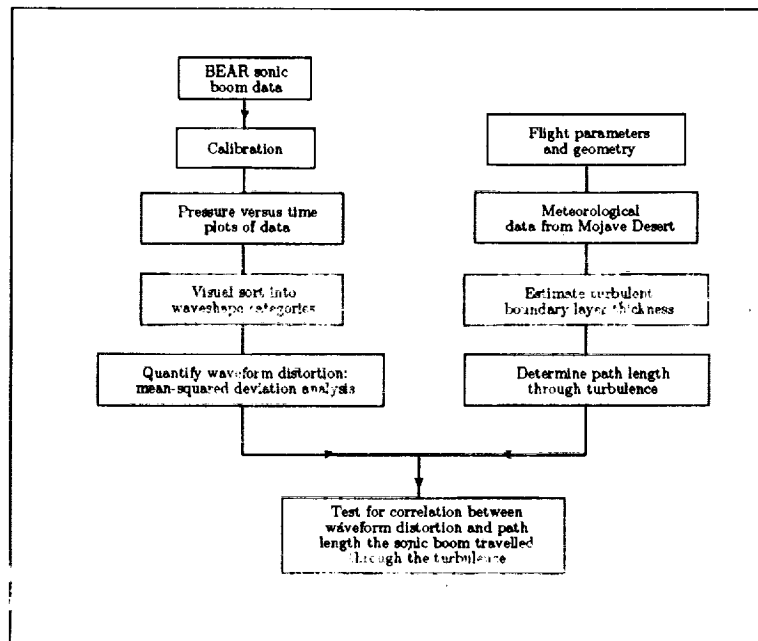 BEAR sonic
boom data
Calibration
Pressure versus time
plots of data
Visual sort into
waveshape categories
Quantify waveform distortion:
mean-squared deviation analysis
Flight parameters
and geometry
Meteorological
data from Mojave Desert
Estimate turbulent
boundary layer thickness
Determine path length
through turbulence
Test for correlation between
waveform distortion and path
length the sonic boom travelled
through the turbulence